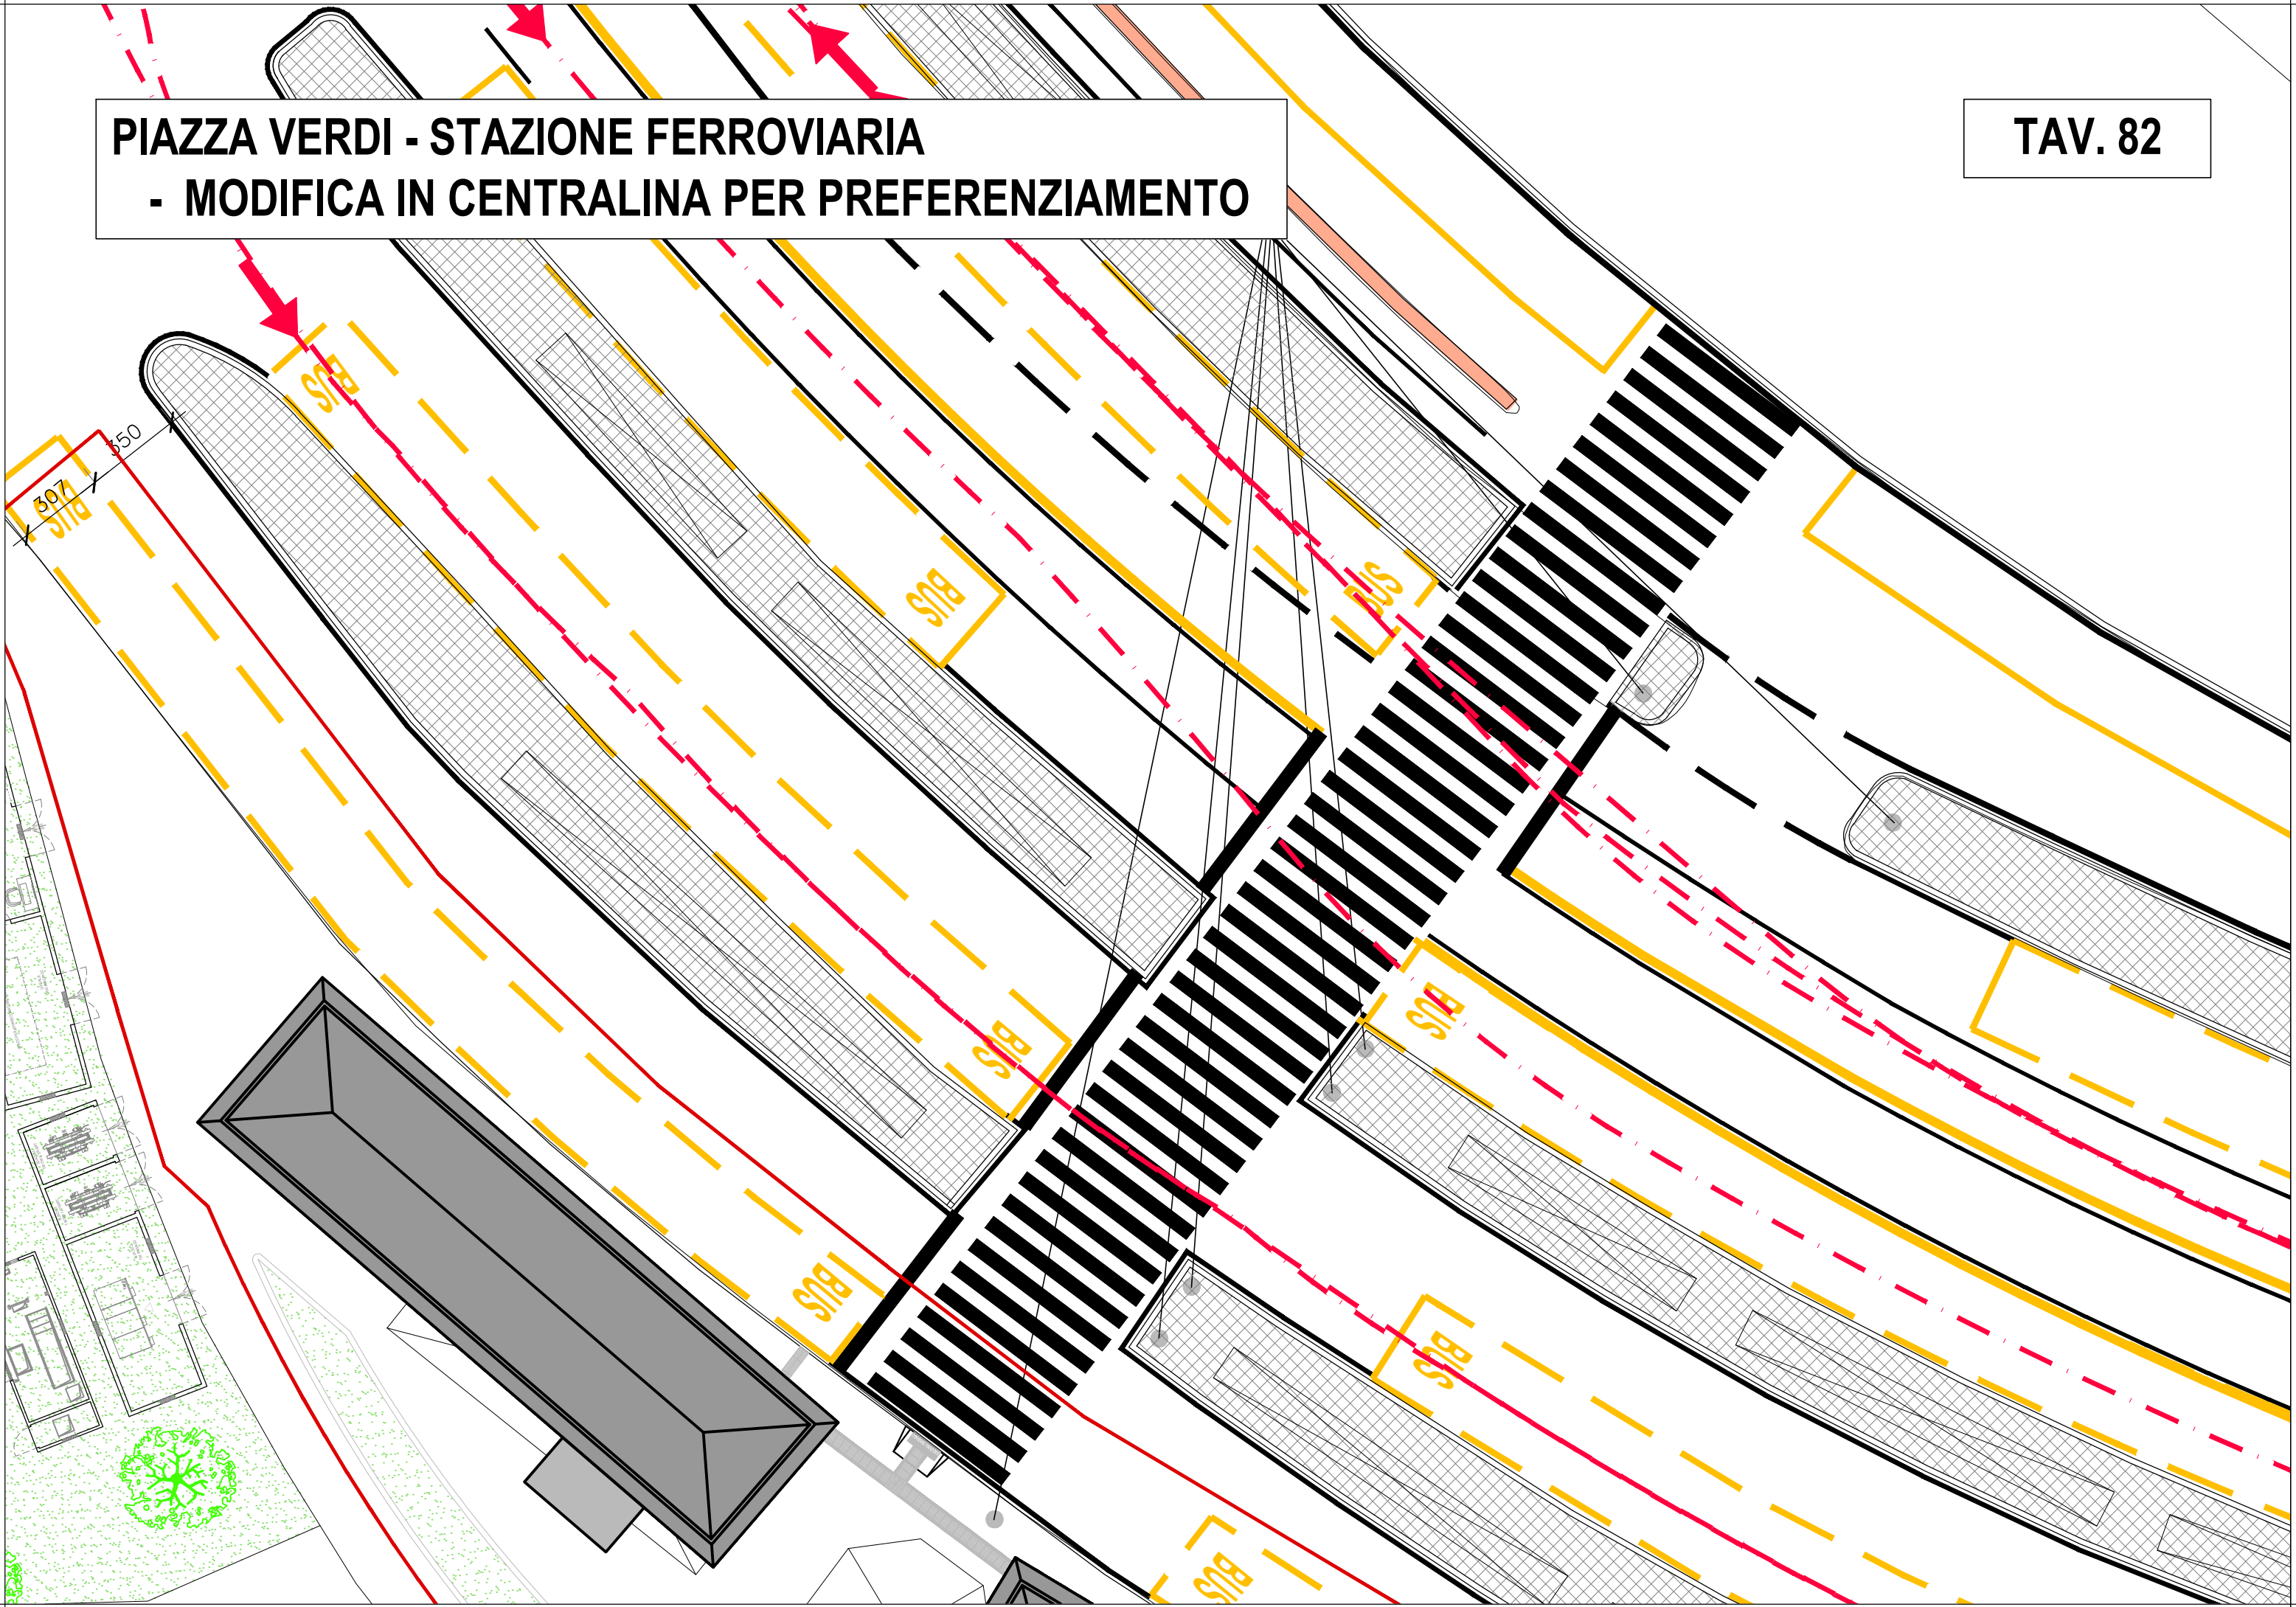 PIAZZA VERDI - STAZIONE FERROVIARIA
- MODIFICA IN CENTRALINA PER PREFERENZIAMENTO
TAV. 82
BUS
350
307
BUS
BUS
BUS
BUS
BUS
BUS
BUS
BUS